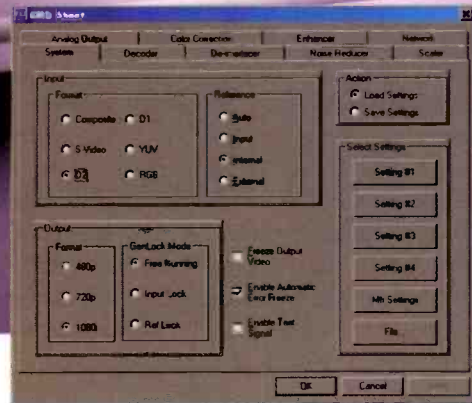 Sheet
Analog Output Color Correction Enhancer Network
System Decoder De-interlacer Noise Reducer Scaler
Input
Format
Composite D1
S Video YUV
D2 RGB
Reference
Auto
Input
Internal
External
Action
Load Settings
Save Settings
Select Settings
Setting #1
Setting #2
Setting #3
Setting #4
Mfr Settings
File
Output
Format
480p
720p
1080i
GenLock Mode
Free Running
Input Lock
Ref Lock
Freeze Output
Video
Enable Automatic
Error Freeze
Enable Test
Signal
OK Cancel